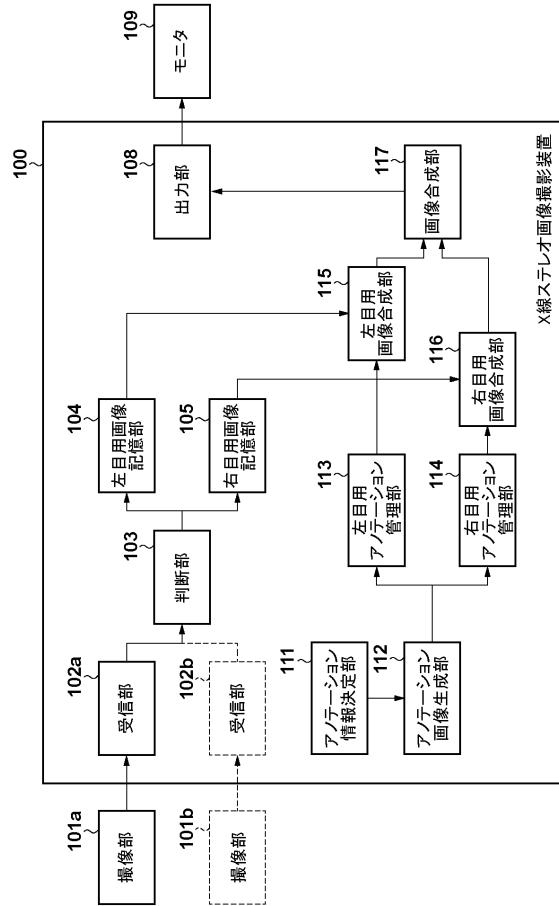 100
101a
撮像部
102a
受信部
101b
撮像部
102b
受信部
103
判断部
104
左目用画像
記憶部
105
右目用画像
記憶部
108
出力部
109
モニタ
111
アノテーション
情報決定部
112
アノテーション
画像生成部
113
左目用
アノテーション
管理部
114
右目用
アノテーション
管理部
115
左目用
画像合成部
116
右目用
画像合成部
117
画像合成部
X線ステレオ画像撮影装置